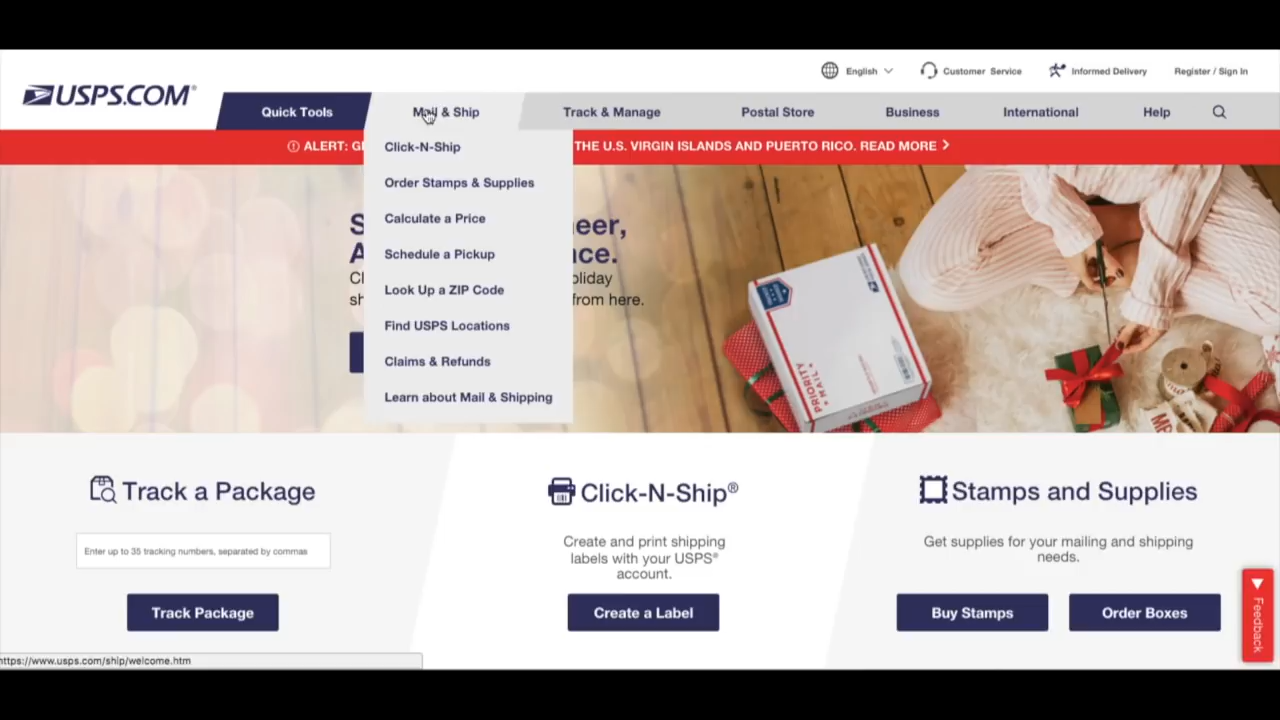 English
Customer Service
Informed Delivery
Register / Sign In
USPS.COM®
Quick Tools
Mail & Ship
Track & Manage
Postal Store
Business
International
Help
ALERT:
THE U.S. VIRGIN ISLANDS AND PUERTO RICO. READ MORE
Click-N-Ship
Order Stamps & Supplies
Calculate a Price
Schedule a Pickup
Look Up a ZIP Code
Find USPS Locations
Claims & Refunds
Learn about Mail & Shipping
from here.
PRIORITY
MAIL
Track a Package
Enter up to 35 tracking numbers, separated by commas
Track Package
Click-N-Ship®
Create and print shipping
labels with your USPS®
account.
Create a Label
Stamps and Supplies
Get supplies for your mailing and shipping
needs.
Buy Stamps
Order Boxes
Feedback
https://www.usps.com/ship/welcome.htm